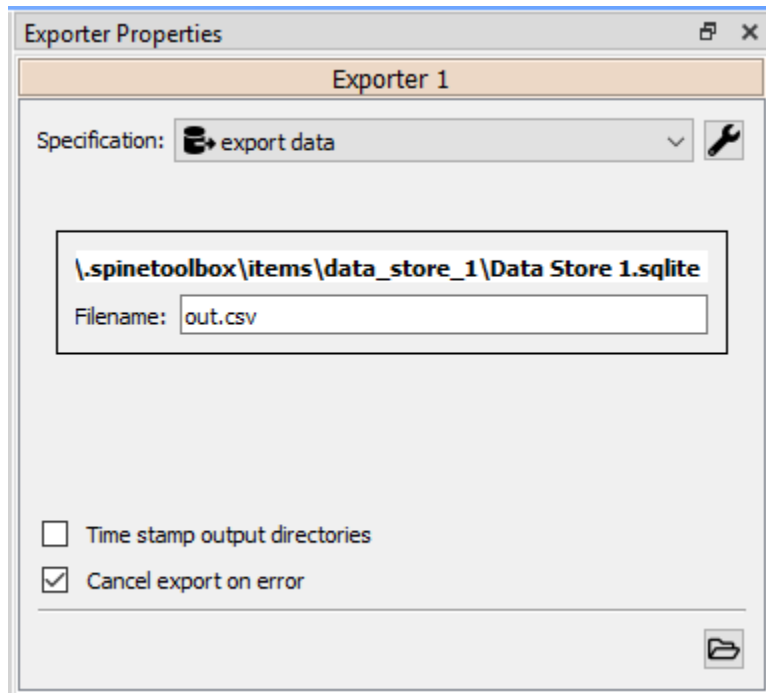 Exporter Properties
Exporter 1
Specification: export data
\.spinetoolbox\items\data_store_1\Data Store 1.sqlite
Filename: out.csv
Time stamp output directories
Cancel export on error